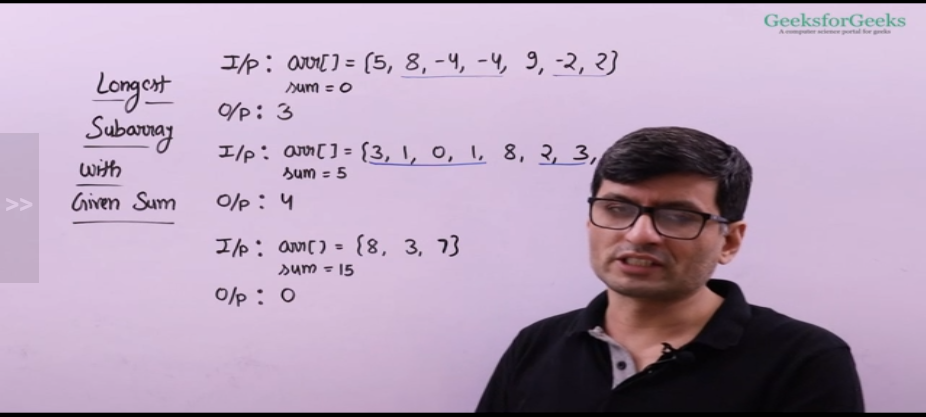 GeeksforGeeks
A computer science portal for geeks
Longest
Subarray
with
Given Sum
I/p : arr[] = {5, 8, -4, -4, 9, -2, 2}
sum = 0
O/p : 3
I/p : arr[] = {3, 1, 0, 1, 8, 2, 3,
sum = 5
O/p : 4
I/p : arr[] = {8, 3, 7}
sum = 15
O/p : 0
>>